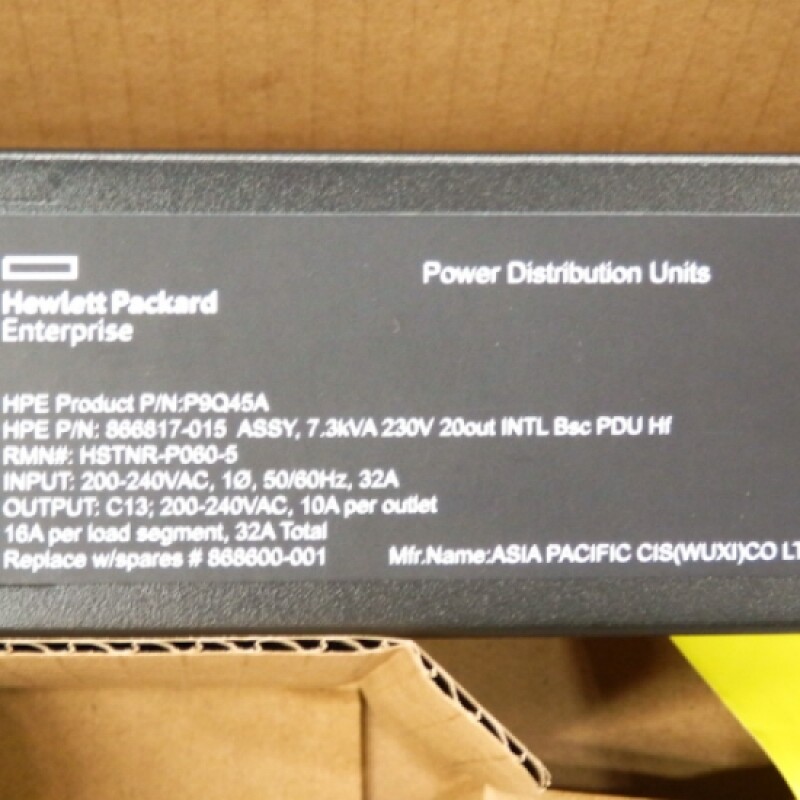 Hewlett Packard
Enterprise
Power Distribution Units
HPE Product P/N:P9Q45A
HPE P/N: 866817-015 ASSY, 7.3kVA 230V 20out INTL Bsc PDU Hf
RMN#: HSTNR-P060-5
INPUT: 200-240VAC, 1Ø, 50/60Hz, 32A
OUTPUT: C13; 200-240VAC, 10A per outlet
16A per load segment, 32A Total
Replace w/spares # 868600-001 Mfr.Name:ASIA PACIFIC CIS(WUXI)CO LT